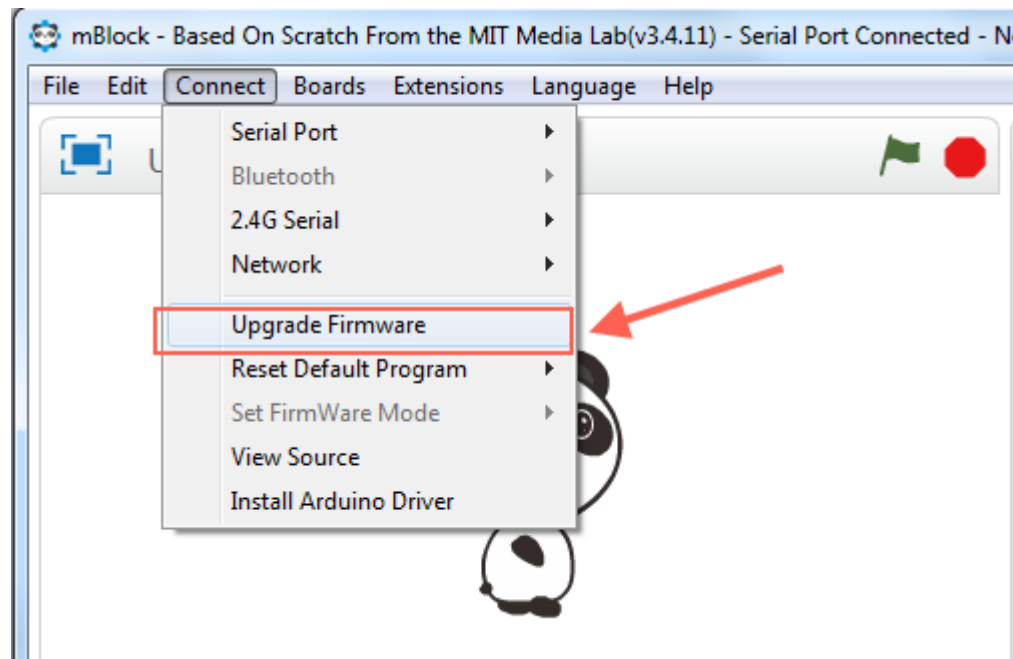 mBlock - Based On Scratch From the MIT Media Lab(v3.4.11) - Serial Port Connected - N
File Edit Connect Boards Extensions Language Help
Serial Port
Bluetooth
2.4G Serial
Network
Upgrade Firmware
Reset Default Program
Set FirmWare Mode
View Source
Install Arduino Driver